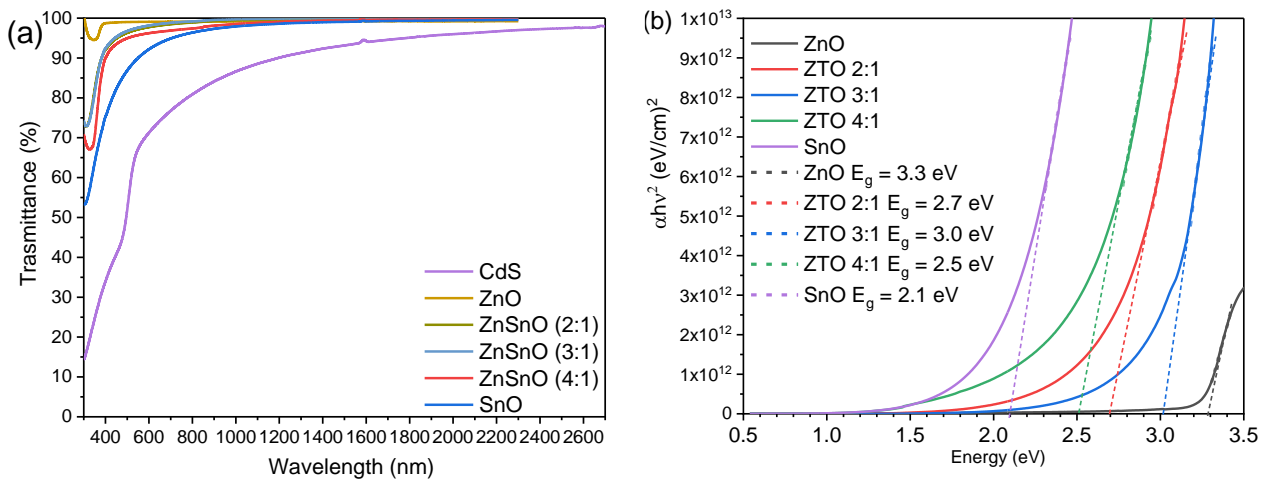 (a)
100
90
80
70
60
50
40
30
20
10
0
Trasmittance (%)
CdS
ZnO
ZnSnO (2:1)
ZnSnO (3:1)
ZnSnO (4:1)
SnO
400 600 800 1000 1200 1400 1600 1800 2000 2200 2400 2600
Wavelength (nm)
(b)
1x10^13
9x10^12
8x10^12
7x10^12
6x10^12
5x10^12
4x10^12
3x10^12
2x10^12
1x10^12
0
αhν² (eV/cm)²
ZnO
ZTO 2:1
ZTO 3:1
ZTO 4:1
SnO
ZnO E_g = 3.3 eV
ZTO 2:1 E_g = 2.7 eV
ZTO 3:1 E_g = 3.0 eV
ZTO 4:1 E_g = 2.5 eV
SnO E_g = 2.1 eV
0.5 1.0 1.5 2.0 2.5 3.0 3.5
Energy (eV)